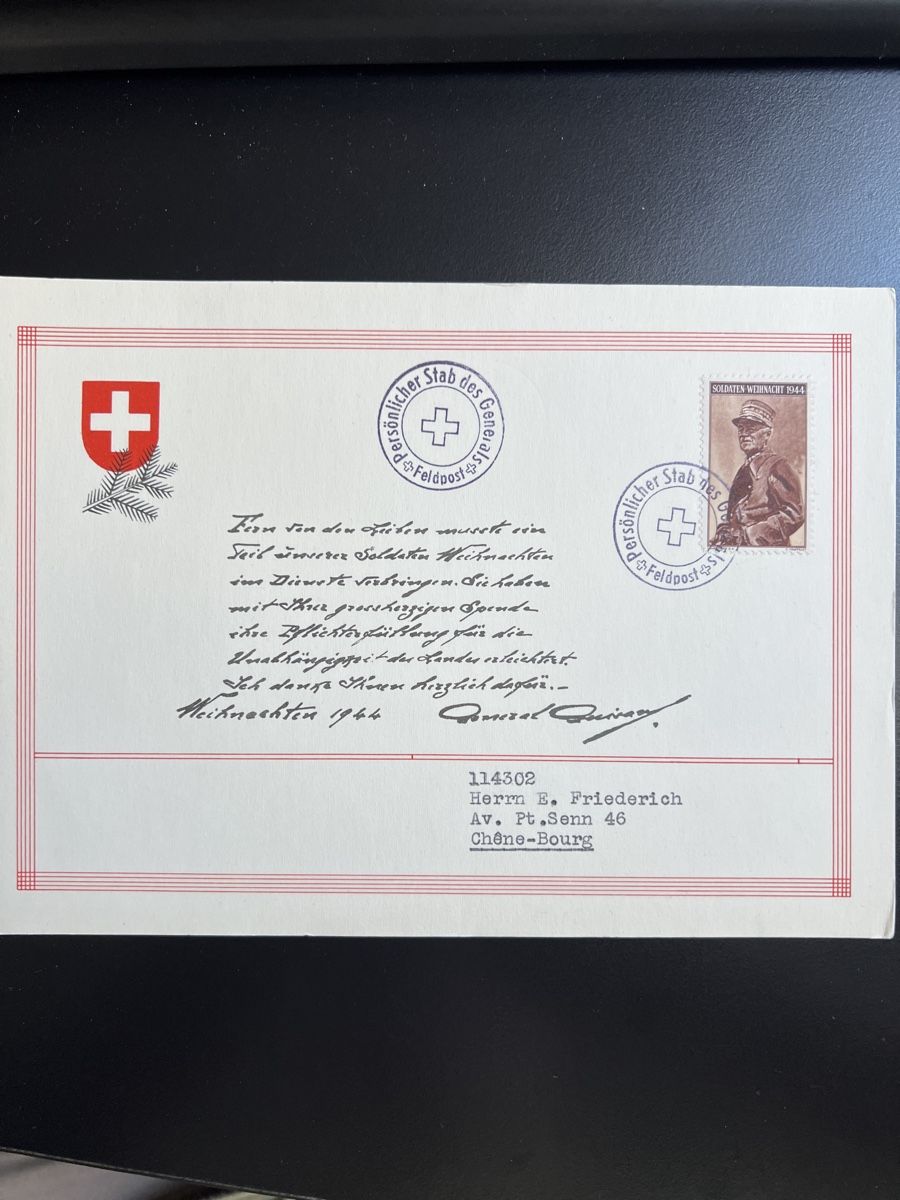 Persönlicher Stab des Generals
Feldpost
SOLDATEN-WEIHNACHT 1944
Persönlicher Stab des Generals
Feldpost
Fern von den Lieben musste ein
Teil unserer Soldaten Weihnachten
im Dienste verbringen. Sie haben
mit Ihrer grossherzigen Spende
ihre Pflichterfüllung für die
Unabhängigkeit des Landes erleichtert.
Ich danke Ihnen herzlich dafür.–
Weihnachten 1944 General Guisan.
114302
Herrn E. Friederich
Av. Pt.Senn 46
Chêne-Bourg